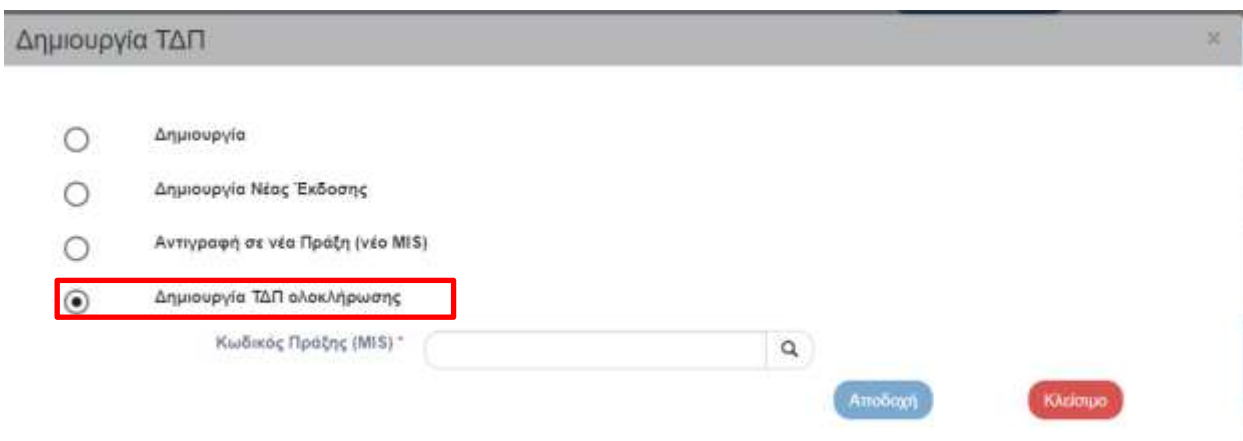 Δημιουργία ΤΔΠ
Δημιουργία
Δημιουργία Νέας Έκδοσης
Αντιγραφή σε νέα Πράξη (νέο MIS)
Δημιουργία ΤΔΠ ολοκλήρωσης
Κωδικός Πράξης (MIS) *
Αποδοχή Κλείσιμο